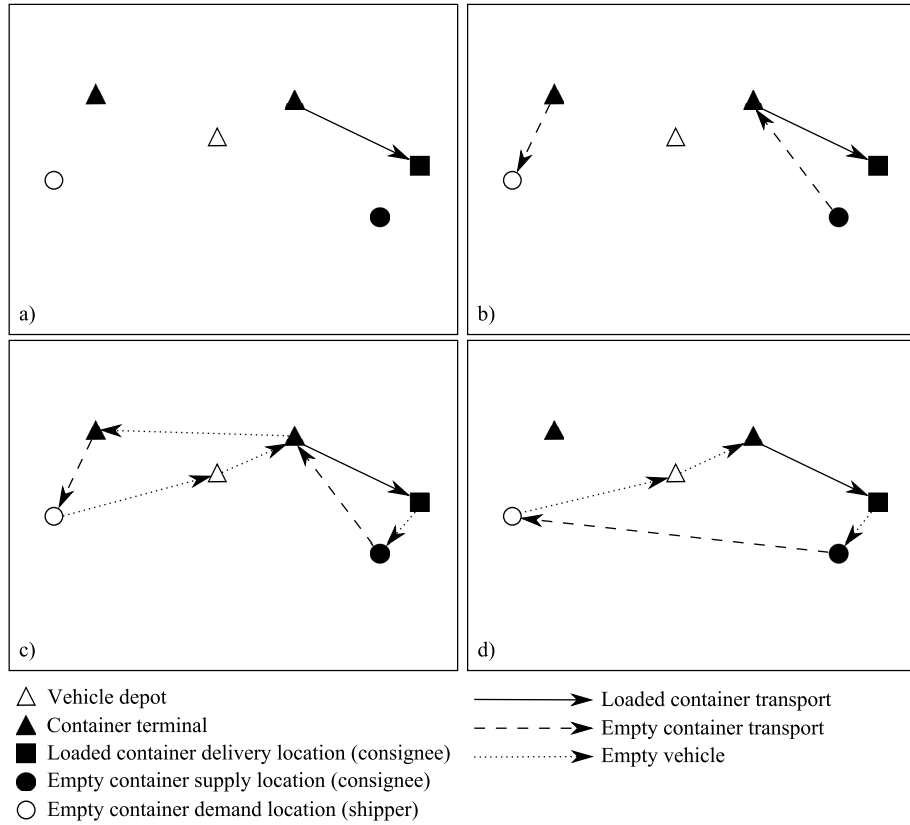 a)
b)
c)
d)
Vehicle depot
Container terminal
Loaded container delivery location (consignee)
Empty container supply location (consignee)
Empty container demand location (shipper)
Loaded container transport
Empty container transport
Empty vehicle